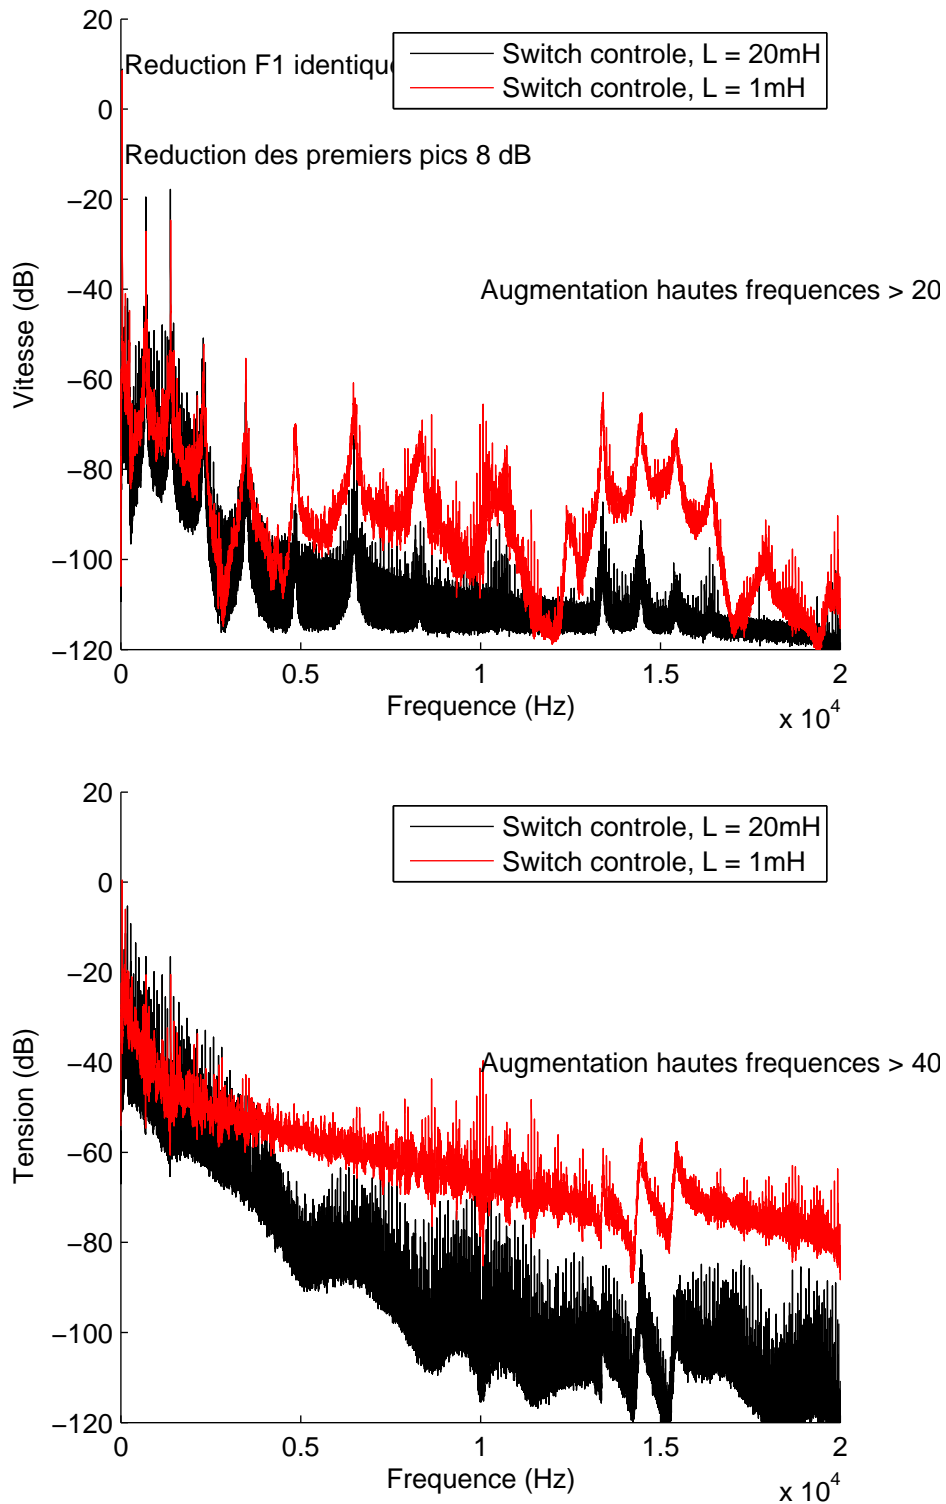 20
0
−20
−40
−60
−80
−100
−120
Vitesse (dB)
Reduction F1 identique
Switch controle, L = 20mH
Switch controle, L = 1mH
Reduction des premiers pics 8 dB
Augmentation hautes frequences > 20
0
0.5
1
1.5
2
Frequence (Hz)
x 10^4
20
0
−20
−40
−60
−80
−100
−120
Tension (dB)
Switch controle, L = 20mH
Switch controle, L = 1mH
Augmentation hautes frequences > 40
0
0.5
1
1.5
2
Frequence (Hz)
x 10^4